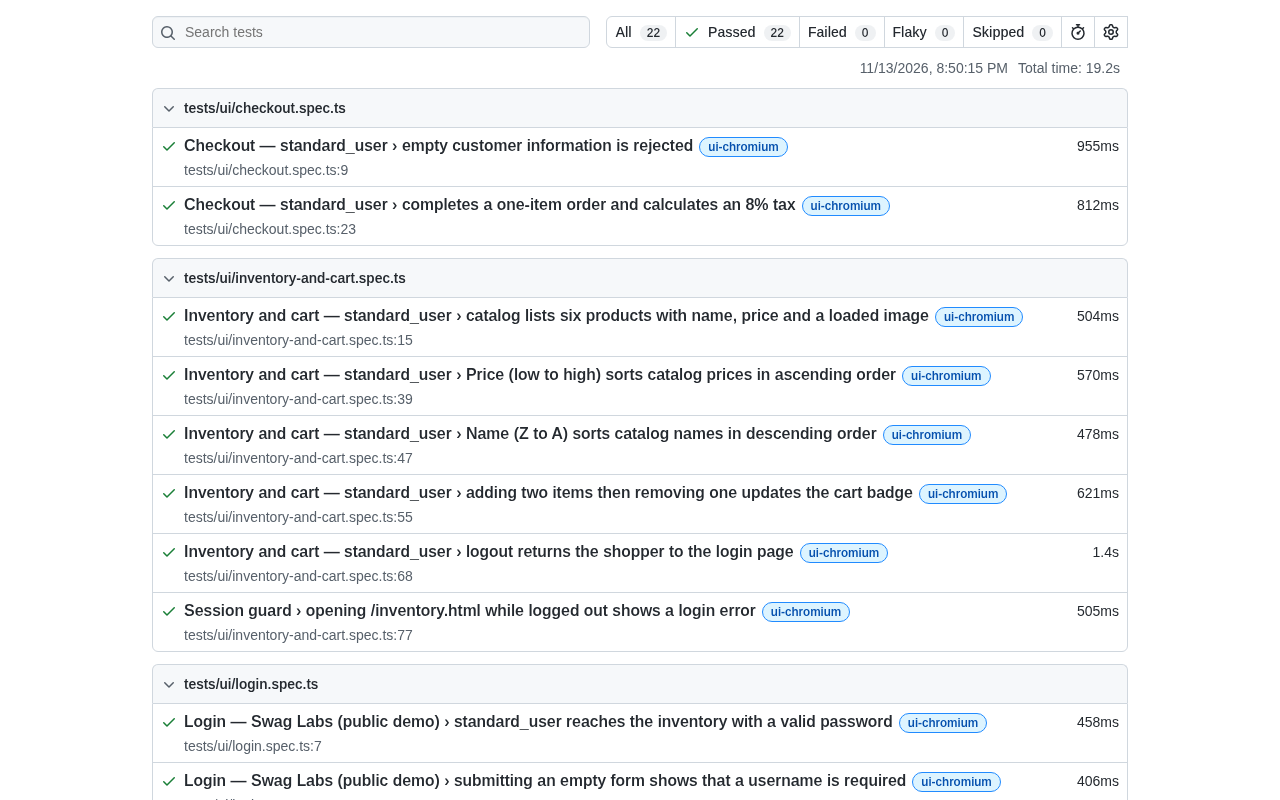 Search tests
All 22 Passed 22 Failed 0 Flaky 0 Skipped 0
11/13/2026, 8:50:15 PM Total time: 19.2s
tests/ui/checkout.spec.ts
Checkout — standard_user › empty customer information is rejected ui-chromium 955ms
tests/ui/checkout.spec.ts:9
Checkout — standard_user › completes a one-item order and calculates an 8% tax ui-chromium 812ms
tests/ui/checkout.spec.ts:23
tests/ui/inventory-and-cart.spec.ts
Inventory and cart — standard_user › catalog lists six products with name, price and a loaded image ui-chromium 504ms
tests/ui/inventory-and-cart.spec.ts:15
Inventory and cart — standard_user › Price (low to high) sorts catalog prices in ascending order ui-chromium 570ms
tests/ui/inventory-and-cart.spec.ts:39
Inventory and cart — standard_user › Name (Z to A) sorts catalog names in descending order ui-chromium 478ms
tests/ui/inventory-and-cart.spec.ts:47
Inventory and cart — standard_user › adding two items then removing one updates the cart badge ui-chromium 621ms
tests/ui/inventory-and-cart.spec.ts:55
Inventory and cart — standard_user › logout returns the shopper to the login page ui-chromium 1.4s
tests/ui/inventory-and-cart.spec.ts:68
Session guard › opening /inventory.html while logged out shows a login error ui-chromium 505ms
tests/ui/inventory-and-cart.spec.ts:77
tests/ui/login.spec.ts
Login — Swag Labs (public demo) › standard_user reaches the inventory with a valid password ui-chromium 458ms
tests/ui/login.spec.ts:7
Login — Swag Labs (public demo) › submitting an empty form shows that a username is required ui-chromium 406ms